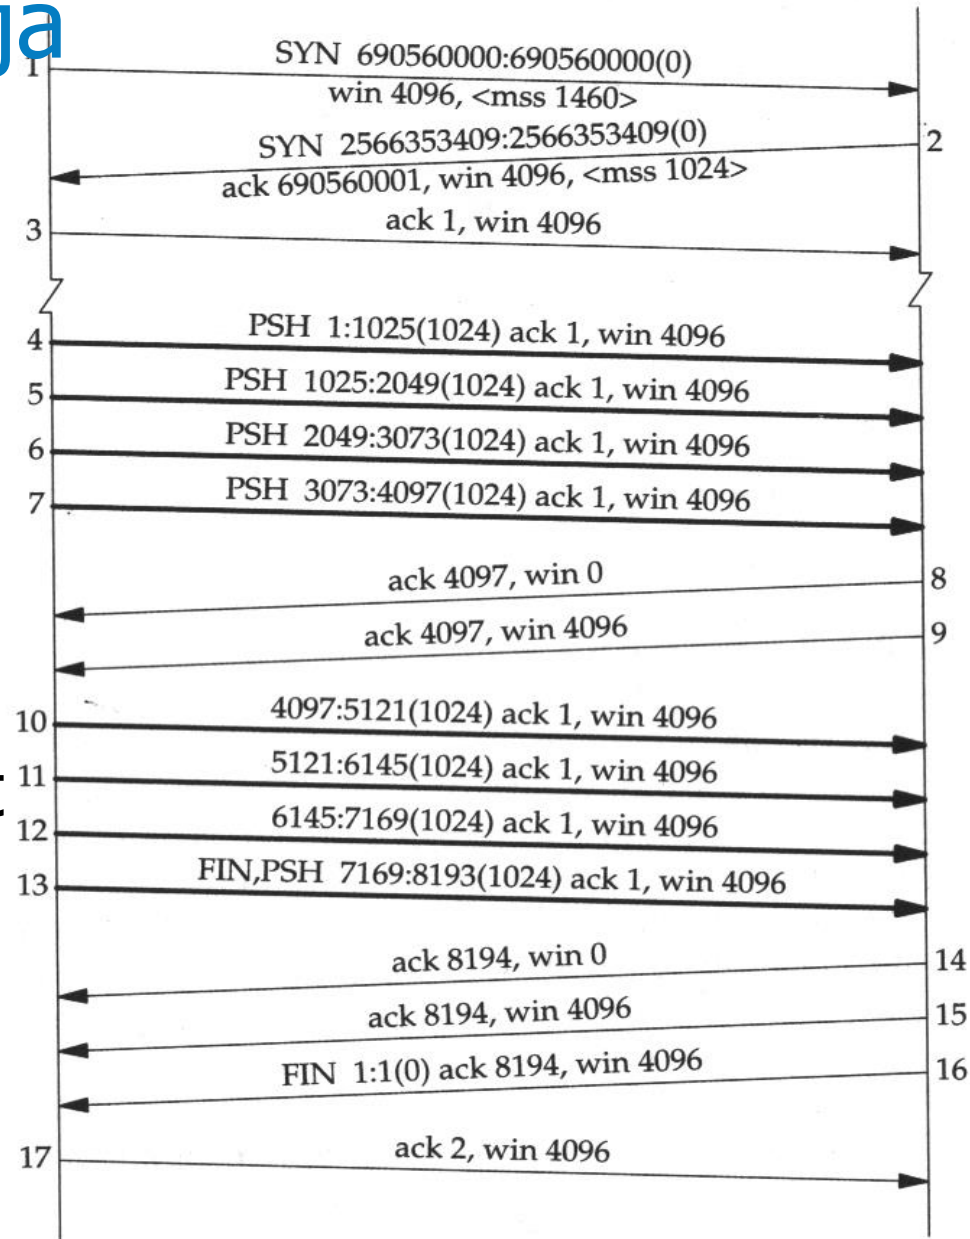 ja
1
SYN 690560000:690560000(0)
win 4096, <mss 1460>
SYN 2566353409:2566353409(0)
2
ack 690560001, win 4096, <mss 1024>
3
ack 1, win 4096
4
PSH 1:1025(1024) ack 1, win 4096
5
PSH 1025:2049(1024) ack 1, win 4096
6
PSH 2049:3073(1024) ack 1, win 4096
7
PSH 3073:4097(1024) ack 1, win 4096
ack 4097, win 0
8
ack 4097, win 4096
9
10
4097:5121(1024) ack 1, win 4096
11
5121:6145(1024) ack 1, win 4096
12
6145:7169(1024) ack 1, win 4096
13
FIN,PSH 7169:8193(1024) ack 1, win 4096
ack 8194, win 0
14
ack 8194, win 4096
15
FIN 1:1(0) ack 8194, win 4096
16
17
ack 2, win 4096